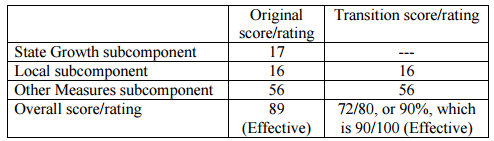 Original score/rating Transition score/rating
State Growth subcomponent 17 ---
Local subcomponent 16 16
Other Measures subcomponent 56 56
Overall score/rating 89 (Effective) 72/80, or 90%, which is 90/100 (Effective)